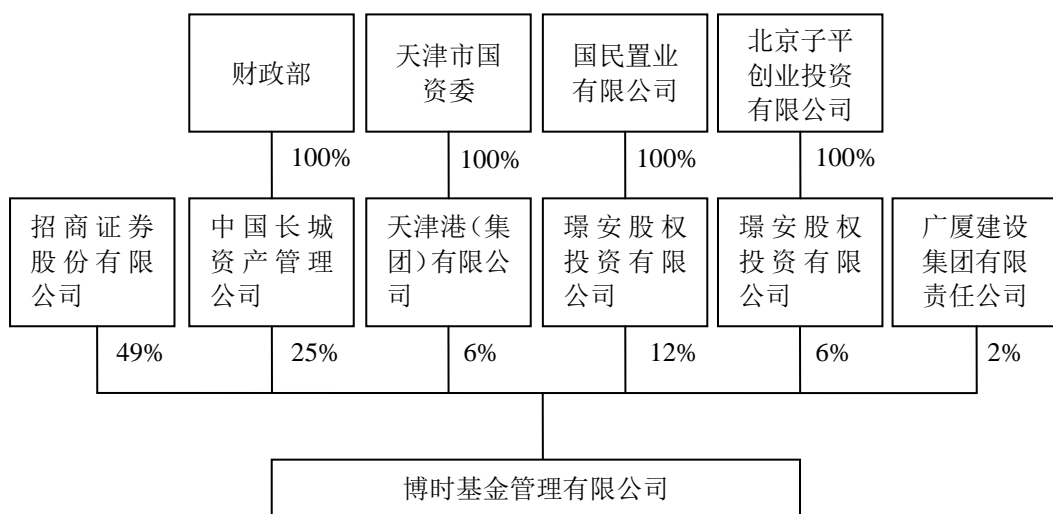 财政部
天津市国
资委
国民置业
有限公司
北京子平
创业投资
有限公司
100%
100%
100%
100%
招商证券
股份有限
公司
中国长城
资产管理
公司
天津港（集
团）有限公
司
璟安股权
投资有限
公司
璟安股权
投资有限
公司
广厦建设
集团有限
责任公司
49%
25%
6%
12%
6%
2%
博时基金管理有限公司